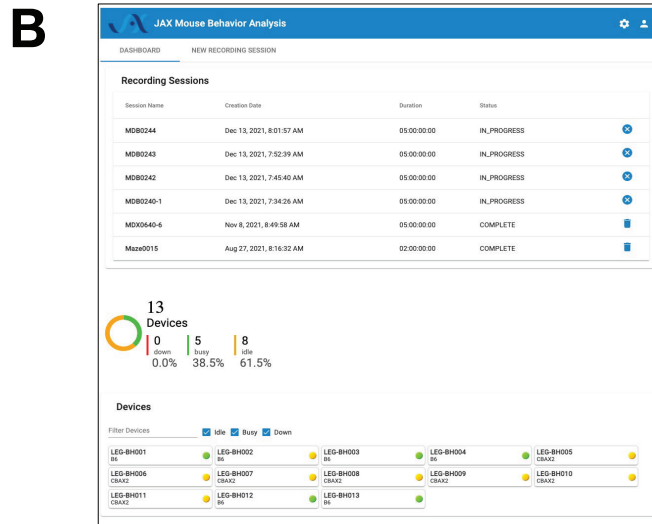 B
JAX Mouse Behavior Analysis
DASHBOARD NEW RECORDING SESSION
Recording Sessions
Session Name Creation Date Duration Status
MDB0244 Dec 13, 2021, 8:01:57 AM 05:00:00:00 IN_PROGRESS
MDB0243 Dec 13, 2021, 7:52:39 AM 05:00:00:00 IN_PROGRESS
MDB0242 Dec 13, 2021, 7:45:40 AM 05:00:00:00 IN_PROGRESS
MDB0240-1 Dec 13, 2021, 7:34:26 AM 05:00:00:00 IN_PROGRESS
MDX0640-6 Nov 8, 2021, 8:49:58 AM 05:00:00:00 COMPLETE
Maze0015 Aug 27, 2021, 8:16:32 AM 02:00:00:00 COMPLETE
13
Devices
0 5 8
down busy idle
0.0% 38.5% 61.5%
Devices
Filter Devices Idle Busy Down
LEG-BH001 LEG-BH002 LEG-BH003 LEG-BH004 LEG-BH005
B6 B6 B6 B6 CBAX2
LEG-BH006 LEG-BH007 LEG-BH008 LEG-BH009 LEG-BH010
CBAX2 CBAX2 CBAX2 CBAX2 CBAX2
LEG-BH011 LEG-BH012 LEG-BH013
CBAX2 B6 B6